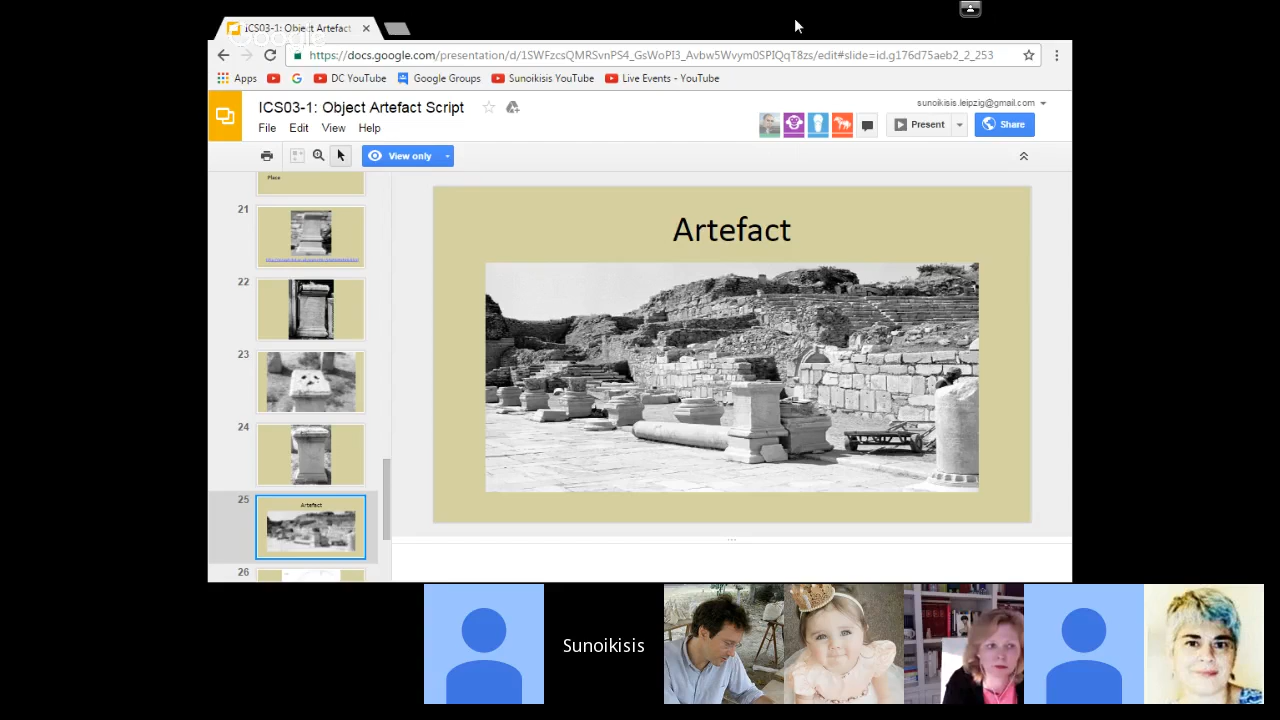 ICS03-1: Object Artefact
Google
https://docs.google.com/presentation/d/1SWFzcsQMRSvnPS4_GsWoPI3_Avbw5Wvym0SPIQqT8zs/edit#slide=id.g176d75aeb2_2_253
Apps DC YouTube Google Groups Sunoikisis YouTube Live Events - YouTube
ICS03-1: Object Artefact Script
sunoikisis.leipzig@gmail.com
File Edit View Help
Present Share
View only
Place
21
22
23
24
25
Artefact
26
Artefact
Sunoikisis